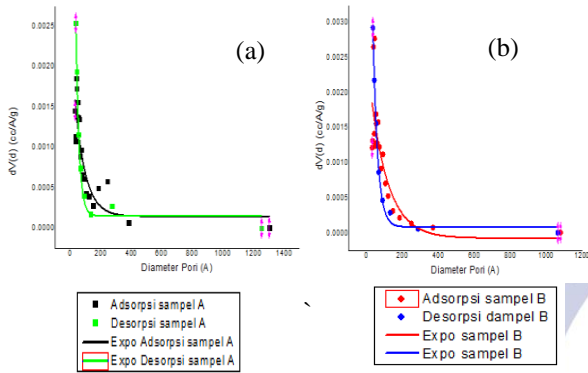 (a)
0.0025
0.0020
0.0015
0.0010
0.0005
0.0000
dV(d) (cc/A/g)
0 200 400 600 800 1000 1200 1400
Diameter Pori (A)
Adsorpsi sampel A
Desorpsi sampel A
Expo Adsorpsi sampel A
Expo Desorpsi sampel A
(b)
0.0030
0.0025
0.0020
0.0015
0.0010
0.0005
0.0000
dV(d) (cc/A/g)
0 200 400 600 800 1000 1200
Diameter Pori (A)
Adsorpsi sampel B
Desorpsi dampel B
Expo sampel B
Expo sampel B